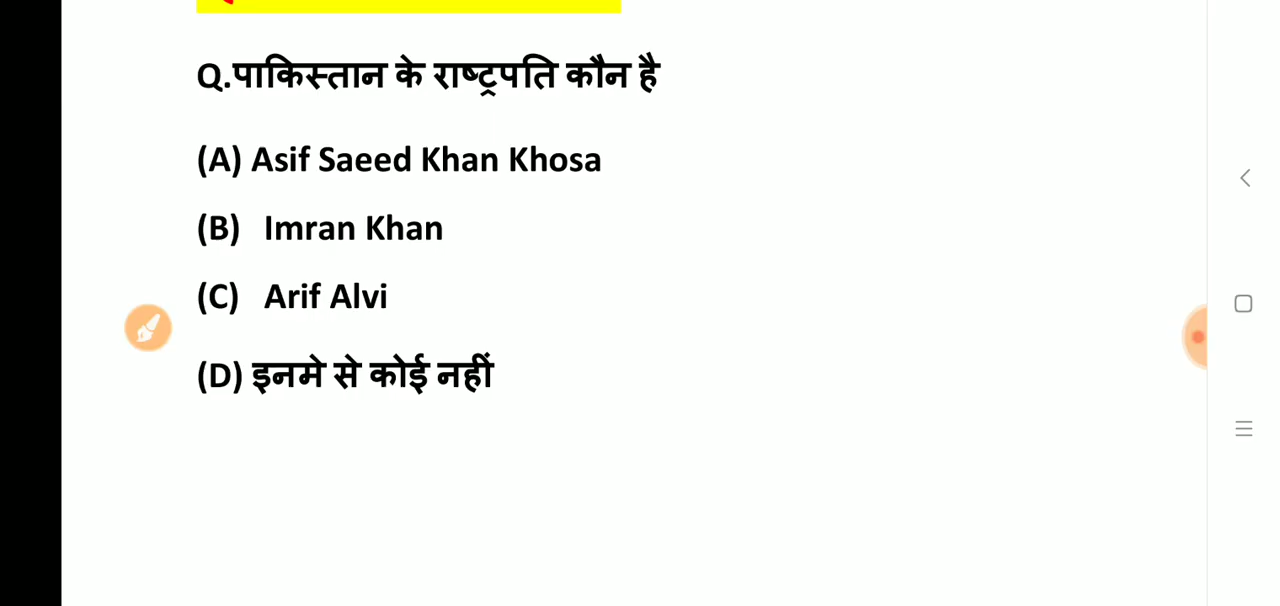 Q.पाकिस्तान के राष्ट्रपति कौन है
(A) Asif Saeed Khan Khosa
(B) Imran Khan
(C) Arif Alvi
(D) इनमे से कोई नहीं